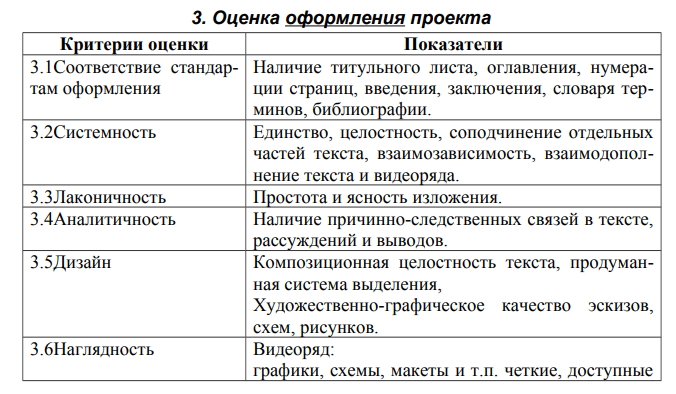 3. Оценка оформления проекта
Критерии оценки Показатели
3.1Соответствие стандар-
там оформления
Наличие титульного листа, оглавления, нумера-
ции страниц, введения, заключения, словаря тер-
минов, библиографии.
3.2Системность
Единство, целостность, соподчинение отдельных
частей текста, взаимозависимость, взаимодопол-
нение текста и видеоряда.
3.3Лаконичность
Простота и ясность изложения.
3.4Аналитичность
Наличие причинно-следственных связей в тексте,
рассуждений и выводов.
3.5Дизайн
Композиционная целостность текста, продуман-
ная система выделения,
Художественно-графическое качество эскизов,
схем, рисунков.
3.6Наглядность
Видеоряд:
графики, схемы, макеты и т.п. четкие, доступные